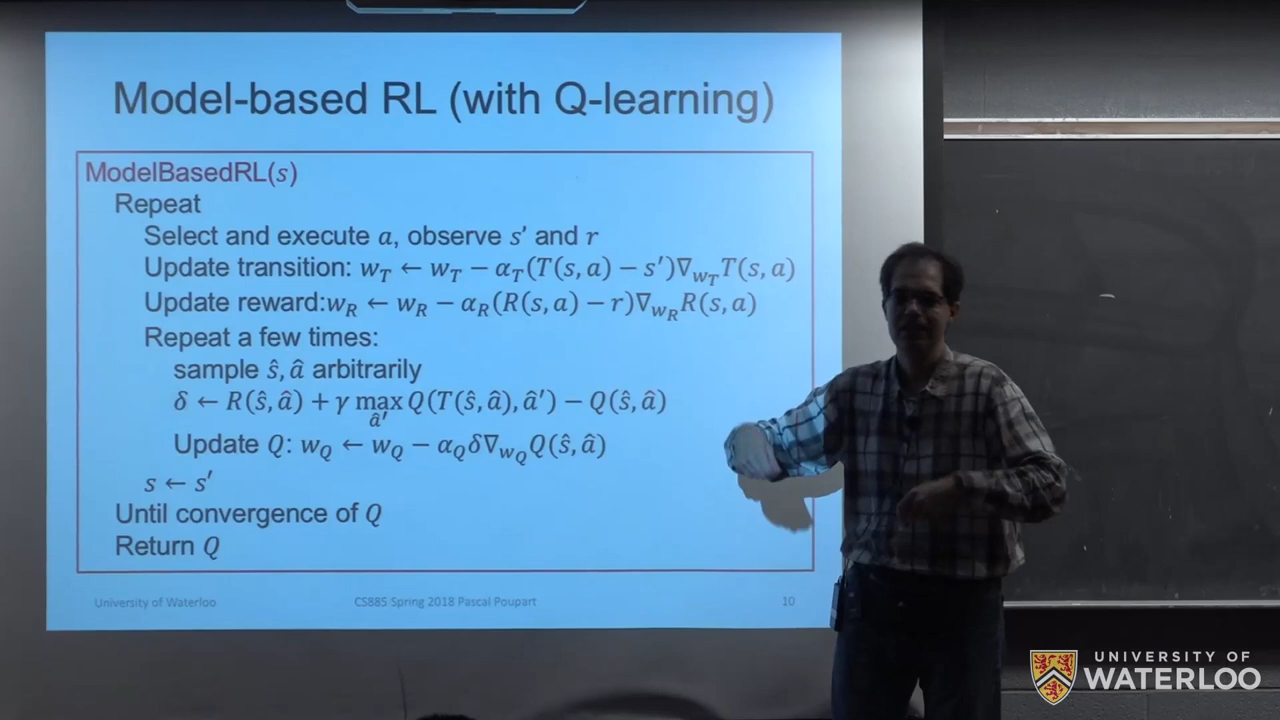 Model-based RL (with Q-learning)
ModelBasedRL(s)
Repeat
Select and execute a, observe s′ and r
Update transition: w_T ← w_T − α_T(T(s, a) − s′)∇_{w_T}T(s, a)
Update reward:w_R ← w_R − α_R(R(s, a) − r)∇_{w_R}R(s, a)
Repeat a few times:
sample ŝ, â arbitrarily
δ ← R(ŝ, â) + γ max_{â′} Q(T(ŝ, â), â′) − Q(ŝ, â)
Update Q: w_Q ← w_Q − α_Qδ∇_{w_Q}Q(ŝ, â)
s ← s′
Until convergence of Q
Return Q
University of Waterloo CS885 Spring 2018 Pascal Poupart 10
UNIVERSITY OF
WATERLOO